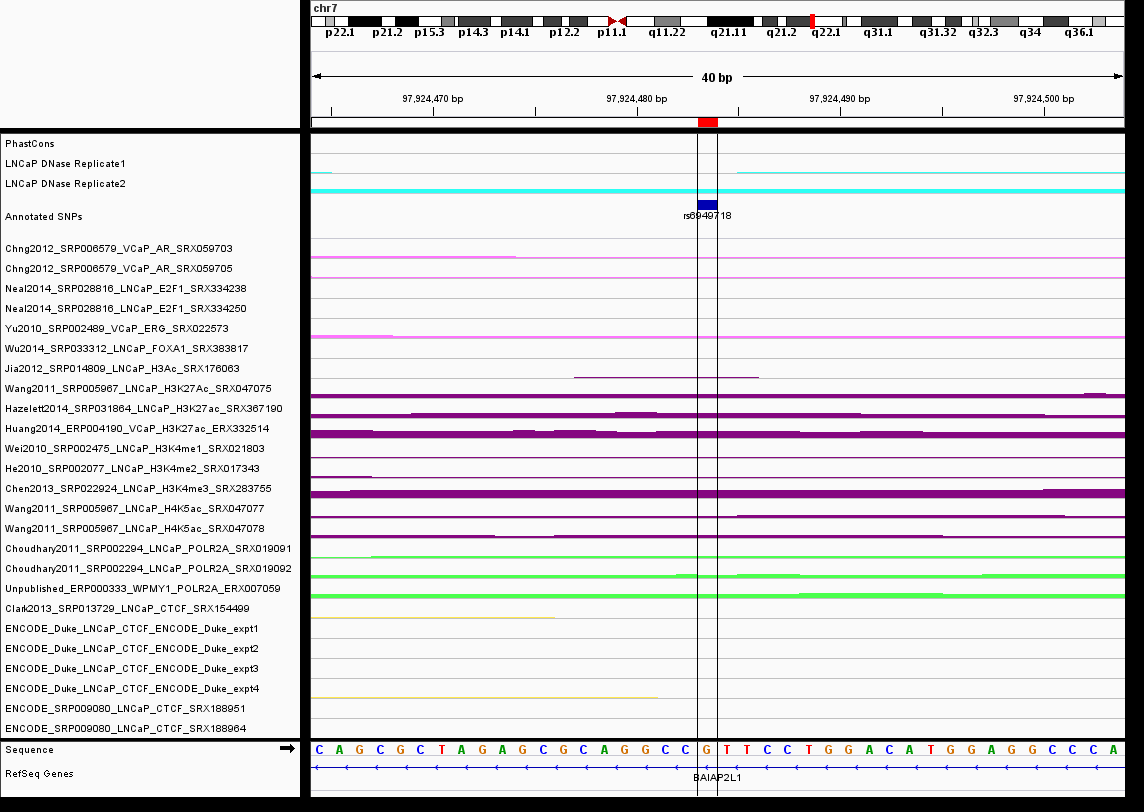 chr7
p22.1 p21.2 p15.3 p14.3 p14.1 p12.2 p11.1 q11.22 q21.11 q21.2 q22.1 q31.1 q31.32 q32.3 q34 q36.1
40 bp
97,924,470 bp 97,924,480 bp 97,924,490 bp 97,924,500 bp
PhastCons
LNCaP DNase Replicate1
LNCaP DNase Replicate2
Annotated SNPs
rs6949718
Chng2012_SRP006579_VCaP_AR_SRX059703
Chng2012_SRP006579_VCaP_AR_SRX059705
Neal2014_SRP028816_LNCaP_E2F1_SRX334238
Neal2014_SRP028816_LNCaP_E2F1_SRX334250
Yu2010_SRP002489_VCaP_ERG_SRX022573
Wu2014_SRP033312_LNCaP_FOXA1_SRX383817
Jia2012_SRP014809_LNCaP_H3Ac_SRX176063
Wang2011_SRP005967_LNCaP_H3K27Ac_SRX047075
Hazelett2014_SRP031864_LNCaP_H3K27ac_SRX367190
Huang2014_ERP004190_VCaP_H3K27ac_ERX332514
Wei2010_SRP002475_LNCaP_H3K4me1_SRX021803
He2010_SRP002077_LNCaP_H3K4me2_SRX017343
Chen2013_SRP022924_LNCaP_H3K4me3_SRX283755
Wang2011_SRP005967_LNCaP_H4K5ac_SRX047077
Wang2011_SRP005967_LNCaP_H4K5ac_SRX047078
Choudhary2011_SRP002294_LNCaP_POLR2A_SRX019091
Choudhary2011_SRP002294_LNCaP_POLR2A_SRX019092
Unpublished_ERP000333_WPMY1_POLR2A_ERX007059
Clark2013_SRP013729_LNCaP_CTCF_SRX154499
ENCODE_Duke_LNCaP_CTCF_ENCODE_Duke_expt1
ENCODE_Duke_LNCaP_CTCF_ENCODE_Duke_expt2
ENCODE_Duke_LNCaP_CTCF_ENCODE_Duke_expt3
ENCODE_Duke_LNCaP_CTCF_ENCODE_Duke_expt4
ENCODE_SRP009080_LNCaP_CTCF_SRX188951
ENCODE_SRP009080_LNCaP_CTCF_SRX188964
Sequence C A G C G C T A G A G C G C A G G C C G T T C C T G G A C A T G G A G G C C C A
RefSeq Genes
BAIAP2L1